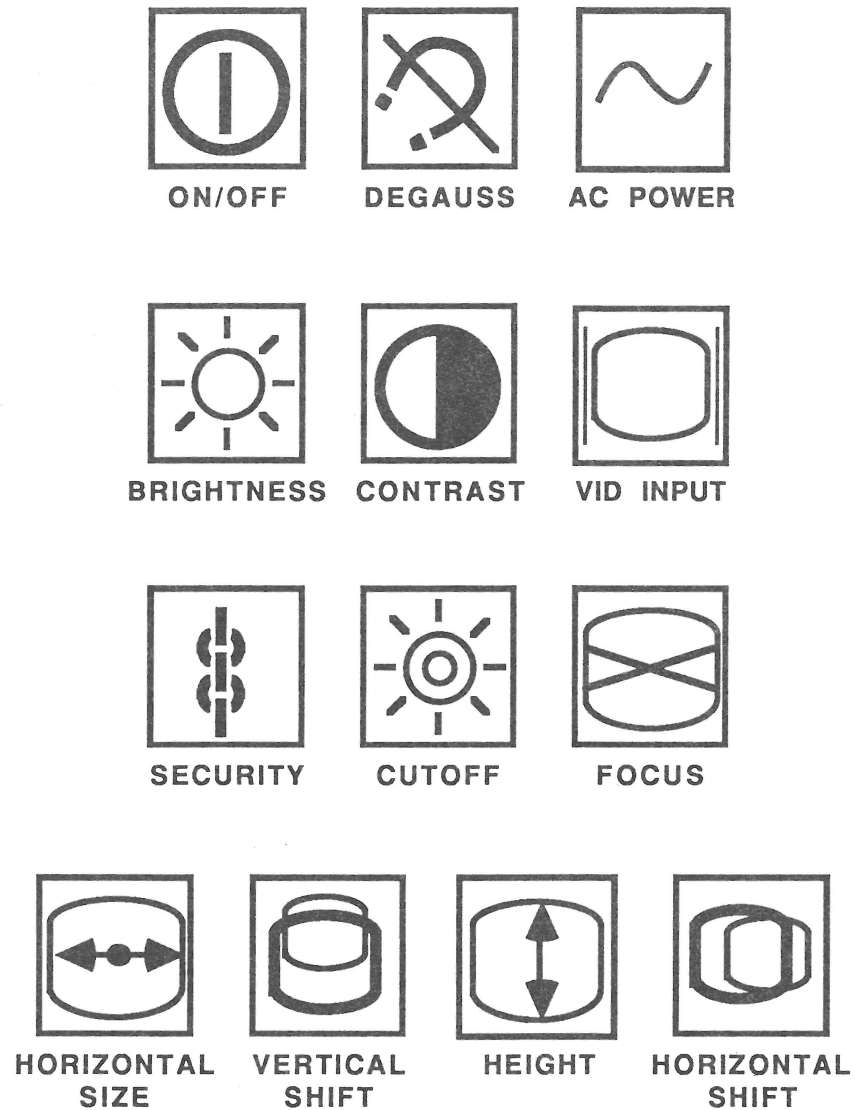 ON/OFF DEGAUSS AC POWER
BRIGHTNESS CONTRAST VID INPUT
SECURITY CUTOFF FOCUS
HORIZONTAL SIZE
VERTICAL SHIFT
HEIGHT
HORIZONTAL SHIFT